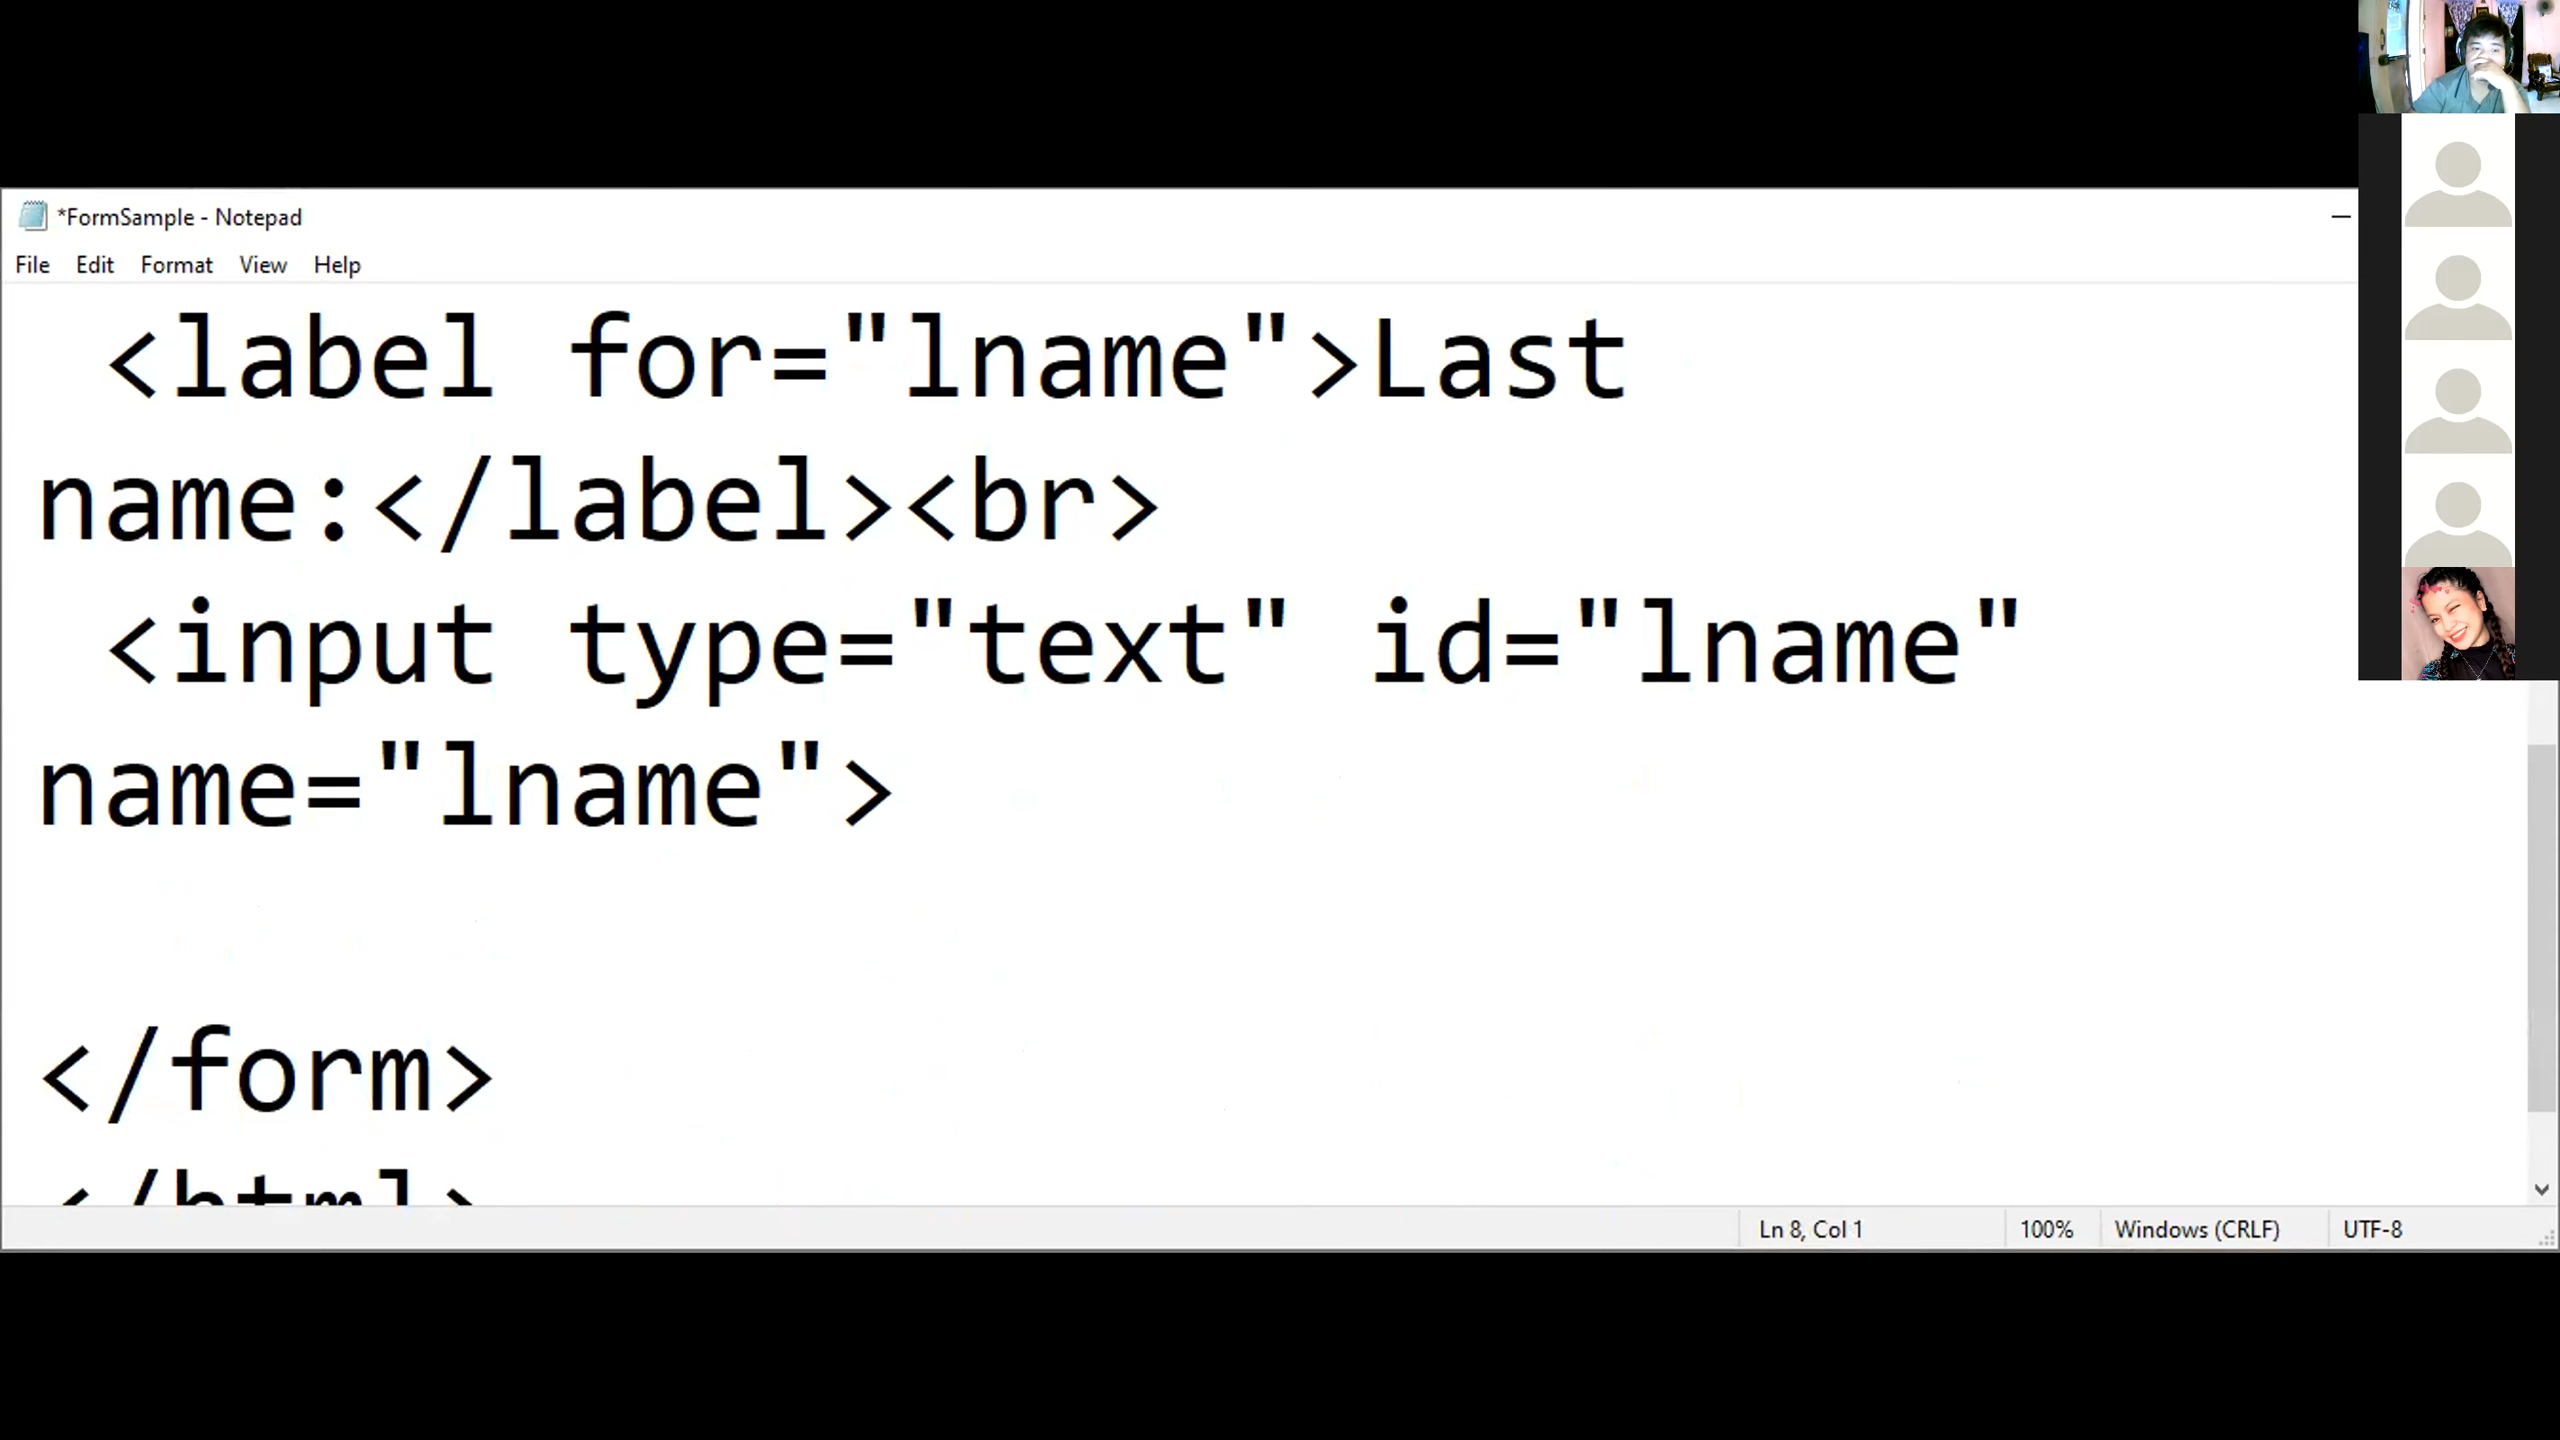 *FormSample - Notepad
File Edit Format View Help
<label for="lname">Last
name:</label><br>
<input type="text" id="lname"
name="lname">
</form>
</html>
Ln 8, Col 1 100% Windows (CRLF) UTF-8